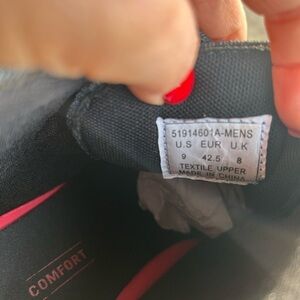 51914601A-MENS
U.S EUR U.K
9 42.5 8
TEXTILE UPPER
MADE IN CHINA
COMFORT